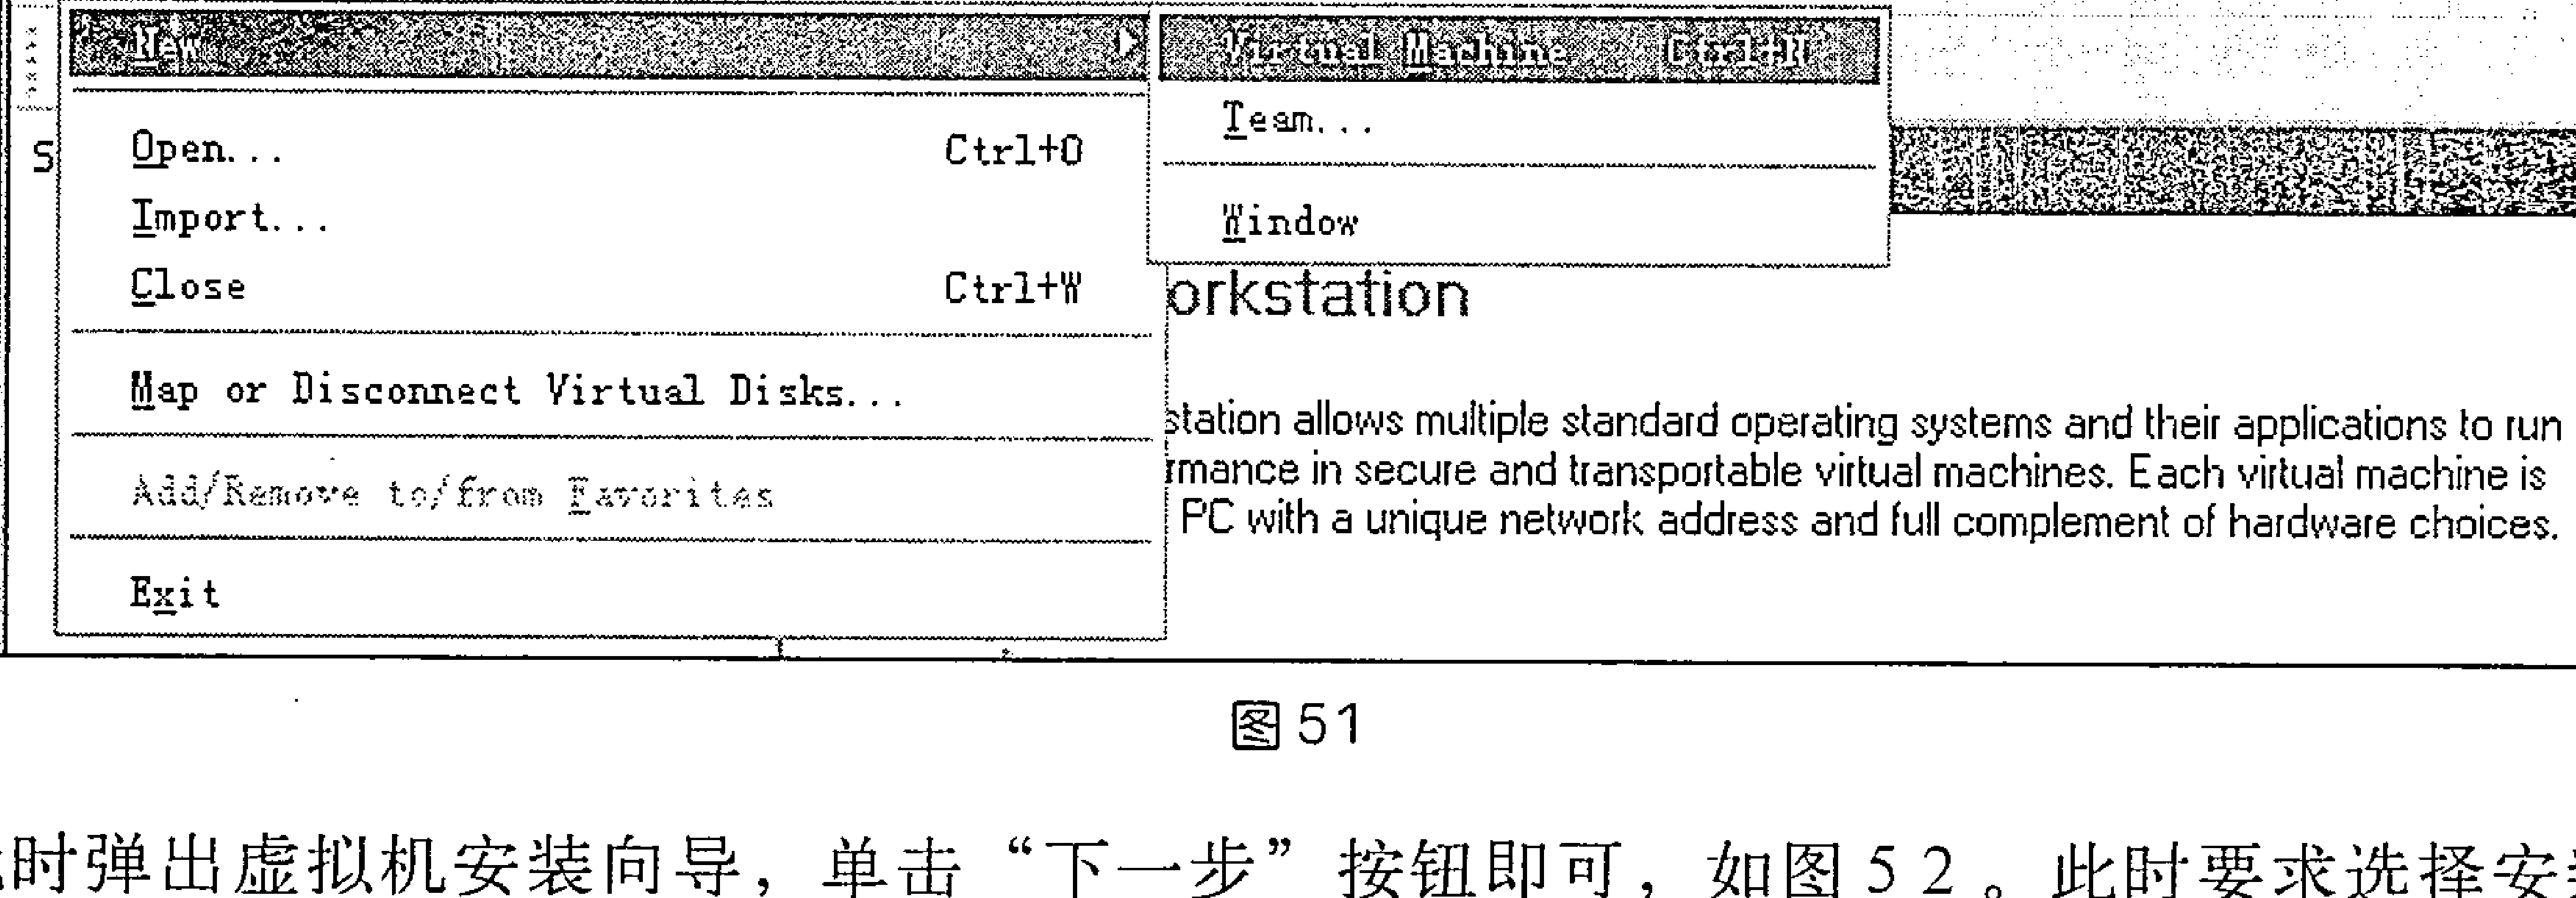 New
Virtual Machine Ctrl+N
Team...
Window
S
Open... Ctrl+O
Import...
Close Ctrl+W
Map or Disconnect Virtual Disks...
Add/Remove to/from Favorites
Exit
orkstation
station allows multiple standard operating systems and their applications to run
rmance in secure and transportable virtual machines. Each virtual machine is
PC with a unique network address and full complement of hardware choices.
图51
时弹出虚拟机安装向导，单击“下一步”按钮即可，如图52。此时要求选择安